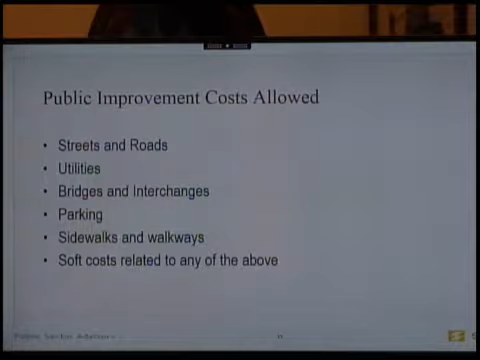 Public Improvement Costs Allowed
• Streets and Roads
• Utilities
• Bridges and Interchanges
• Parking
• Sidewalks and walkways
• Soft costs related to any of the above